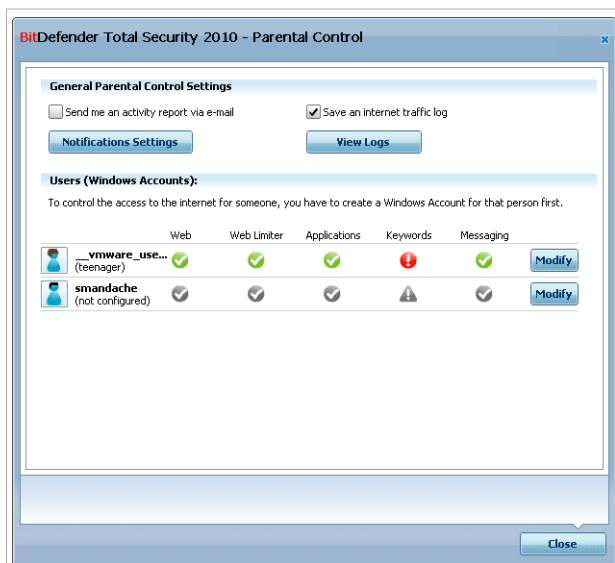 BitDefender Total Security 2010 - Parental Control
General Parental Control Settings
Send me an activity report via e-mail
Save an internet traffic log
Notifications Settings
View Logs
Users (Windows Accounts):
To control the access to the internet for someone, you have to create a Windows Account for that person first.
Web Web Limiter Applications Keywords Messaging
__vmware_use...
(teenager)
Modify
smandache
(not configured)
Modify
Close